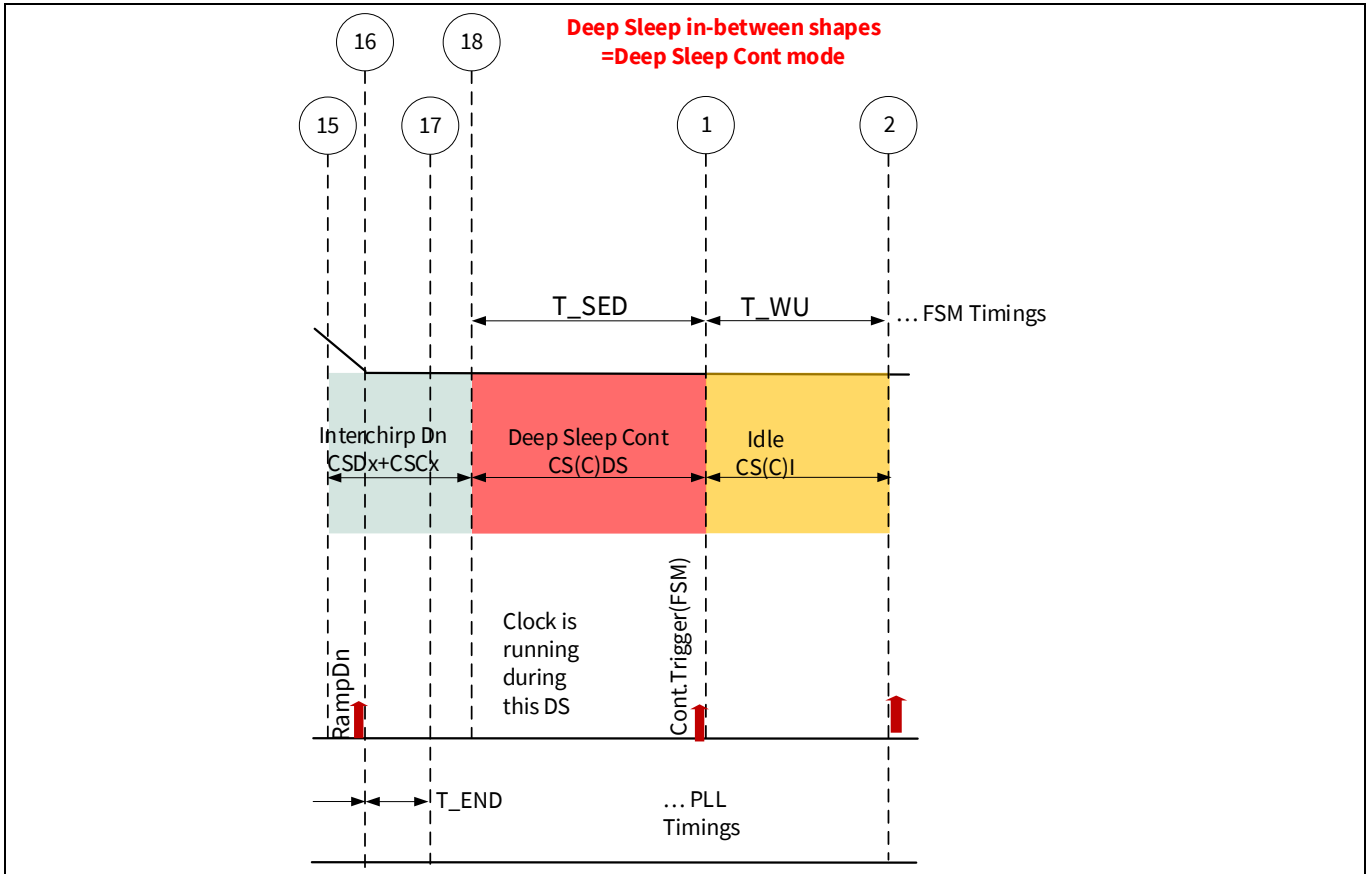 Deep Sleep in-between shapes
=Deep Sleep Cont mode
16
18
15
17
1
2
T_SED
T_WU
... FSM Timings
Interchirp Dn
CSDx+CSCx
Deep Sleep Cont
CS(C)DS
Idle
CS(C)I
RampDn
Clock is
running
during
this DS
Cont.Trigger(FSM)
T_END
... PLL
Timings